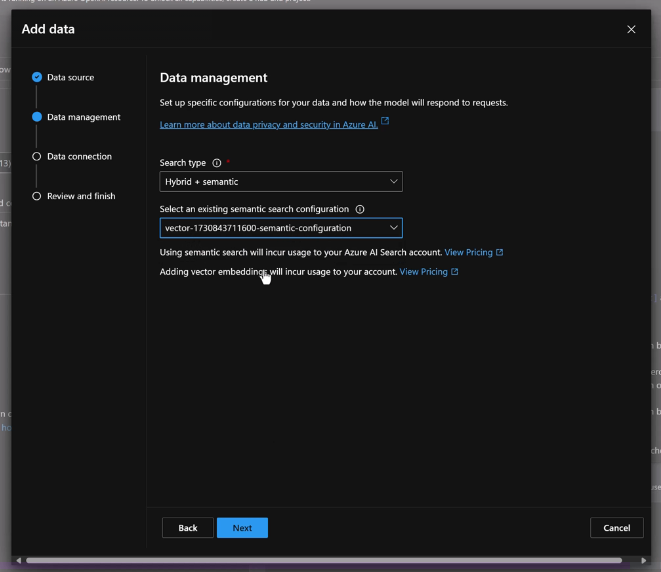 Add data
Data source
Data management
Data connection
Review and finish
Data management
Set up specific configurations for your data and how the model will respond to requests.
Learn more about data privacy and security in Azure AI.
Search type *
Hybrid + semantic
Select an existing semantic search configuration
vector-1730843711600-semantic-configuration
Using semantic search will incur usage to your Azure AI Search account. View Pricing
Adding vector embeddings will incur usage to your account. View Pricing
Back
Next
Cancel